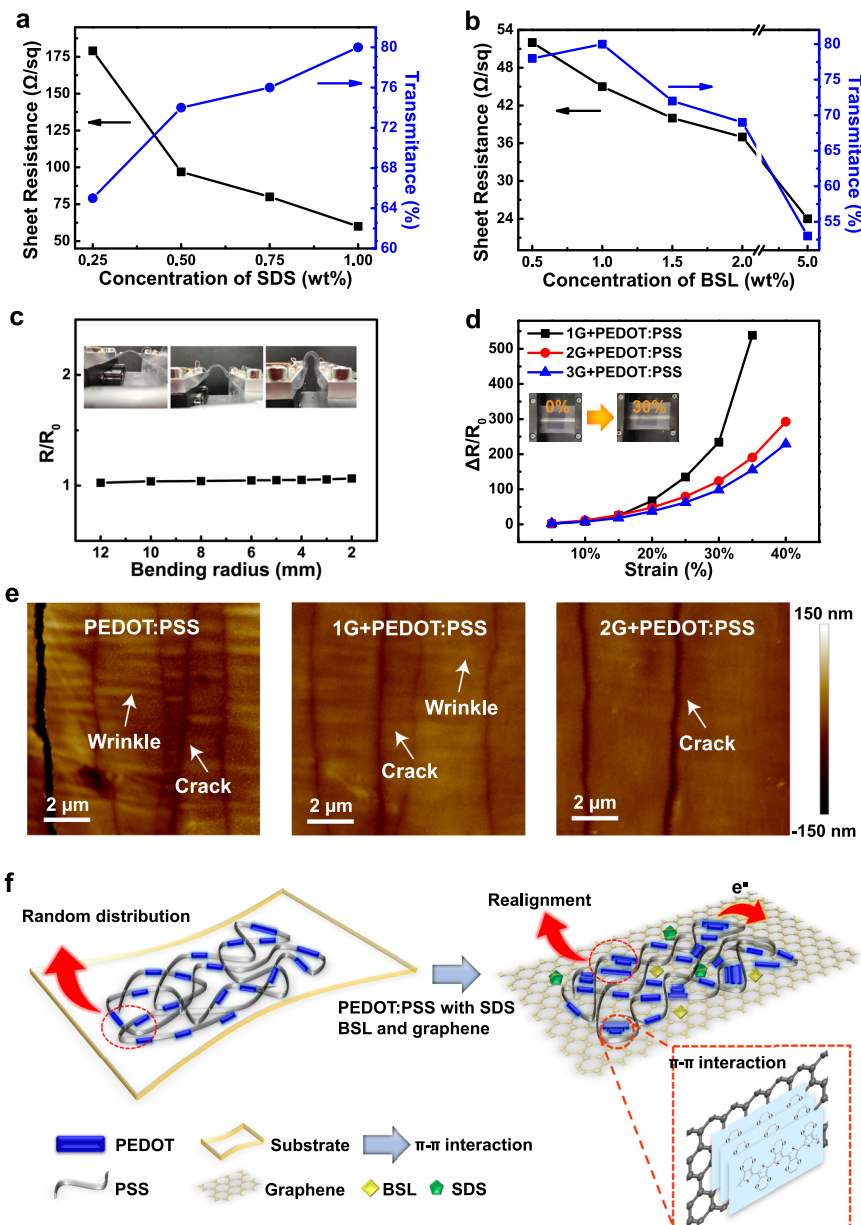 a
Sheet Resistance (Ω/sq)
175
150
125
100
75
50
0.25
0.50
0.75
1.00
Concentration of SDS (wt%)
80
76
72
68
64
60
Transmitance (%)
b
Sheet Resistance (Ω/sq)
54
48
42
36
30
24
0.5
1.0
1.5
2.0
5.0
Concentration of BSL (wt%)
80
75
70
65
60
55
Transmitance (%)
c
R/R0
2
1
12
10
8
6
4
2
Bending radius (mm)
d
1G+PEDOT:PSS
2G+PEDOT:PSS
3G+PEDOT:PSS
0%
30%
ΔR/R0
500
400
300
200
100
0
10%
20%
30%
40%
Strain (%)
e
PEDOT:PSS
Wrinkle
Crack
2 μm
1G+PEDOT:PSS
Wrinkle
Crack
2 μm
2G+PEDOT:PSS
Crack
2 μm
150 nm
-150 nm
f
Random distribution
PEDOT:PSS with SDS
BSL and graphene
Realignment
e-
π-π interaction
PEDOT
Substrate
π-π interaction
PSS
Graphene
BSL
SDS